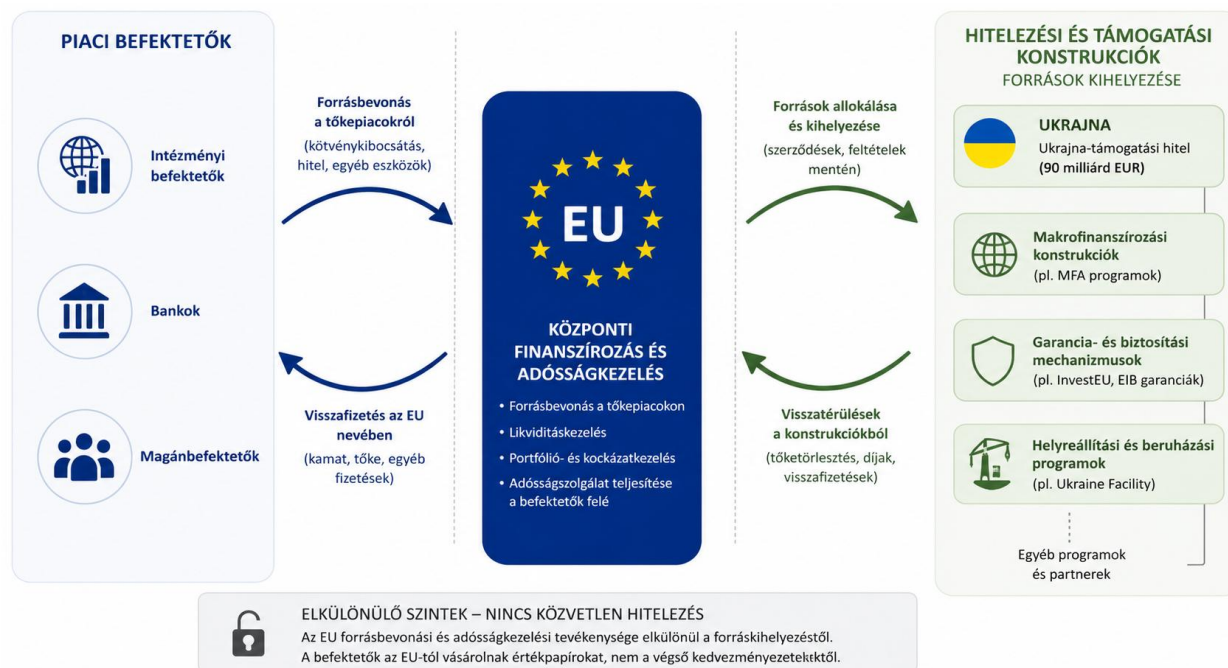 PIACI BEFEKTETŐK
Intézményi
befektetők
Bankok
Magánbefektetők
Forrásbevonás
a tőkepiacokról
(kötvénykibocsátás,
hitel, egyéb eszközök)
Visszafizetés az EU
nevében
(kamat, tőke, egyéb
fizetések)
EU
KÖZPONTI
FINANSZÍROZÁS ÉS
ADÓSSÁGKEZELÉS
• Forrásbevonás a tőkepiacokon
• Likviditáskezelés
• Portfólió- és kockázatkezelés
• Adósságszolgálat teljesítése
a befektetők felé
Források allokálása
és kihelyezése
(szerződések, feltételek
mentén)
Visszatérülések
a konstrukciókból
(tőketörlesztés, díjak,
visszafizetések)
HITELEZÉSI ÉS TÁMOGATÁSI
KONSTRUKCIÓK
FORRÁSOK KIHELYEZÉSE
UKRAJNA
Ukrajna-támogatási hitel
(90 milliárd EUR)
Makrofinanszírozási
konstrukciók
(pl. MFA programok)
Garancia- és biztosítási
mechanizmusok
(pl. InvestEU, EIB garanciák)
Helyreállítási és beruházási
programok
(pl. Ukraine Facility)
Egyéb programok
és partnerek
ELKÜLÖNÜLŐ SZINTEK – NINCS KÖZVETLEN HITELEZÉS
Az EU forrásbevonási és adósságkezelési tevékenysége elkülönül a forráskihelyezéstől.
A befektetők az EU-tól vásárolnak értékpapírokat, nem a végső